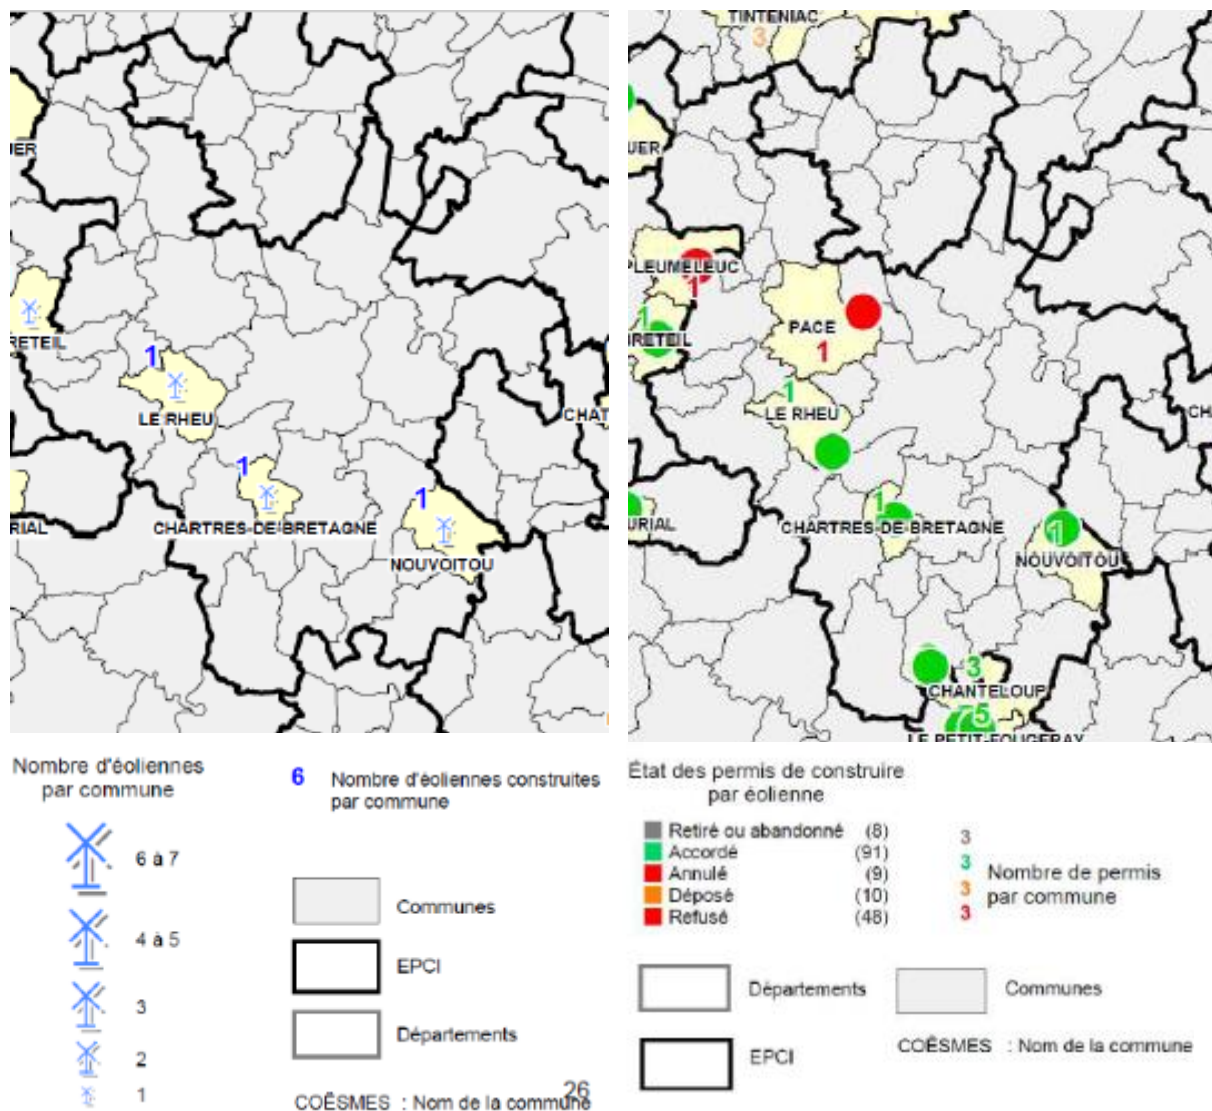 UER
RETEIL
1
LE RHEU
CHAT
1
1
RIAL
CHARTRES-DE-BRETAGNE
NOUVOITOU
TINTENIAC
3
UER
PLEUMELEUC
1
1
PACE
RETEIL
1
1
LE RHEU
CH
1
URIAL
CHARTRES-DE-BRETAGNE
1
NOUVOITOU
3
CHANTELOUP
5
LE PETIT-FOUGERAY
Nombre d'éoliennes
par commune
6 à 7
4 à 5
3
2
1
6 Nombre d'éoliennes construites
par commune
Communes
EPCI
Départements
26
COËSMES : Nom de la commune
État des permis de construire
par éolienne
Retiré ou abandonné (8)
Accordé (91)
Annulé (9)
Déposé (10)
Refusé (48)
3
3
3
3
Nombre de permis
par commune
Départements
Communes
EPCI
COËSMES : Nom de la commune